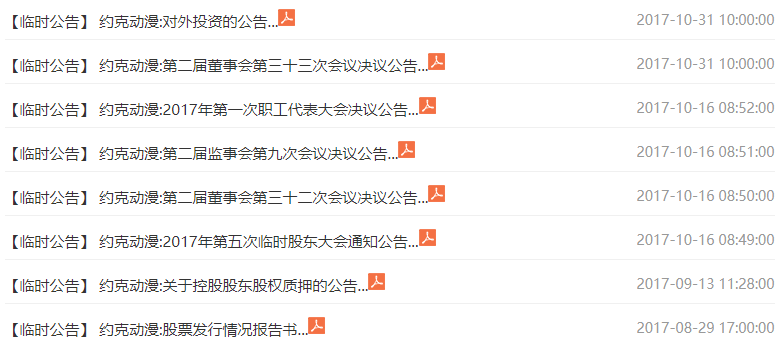 【临时公告】 约克动漫:对外投资的公告... 2017-10-31 10:00:00
【临时公告】 约克动漫:第二届董事会第三十三次会议决议公告... 2017-10-31 10:00:00
【临时公告】 约克动漫:2017年第一次职工代表大会决议公告... 2017-10-16 08:52:00
【临时公告】 约克动漫:第二届监事会第九次会议决议公告... 2017-10-16 08:51:00
【临时公告】 约克动漫:第二届董事会第三十二次会议决议公告... 2017-10-16 08:50:00
【临时公告】 约克动漫:2017年第五次临时股东大会通知公告... 2017-10-16 08:49:00
【临时公告】 约克动漫:关于控股股东股权质押的公告... 2017-09-13 11:28:00
【临时公告】 约克动漫:股票发行情况报告书... 2017-08-29 17:00:00